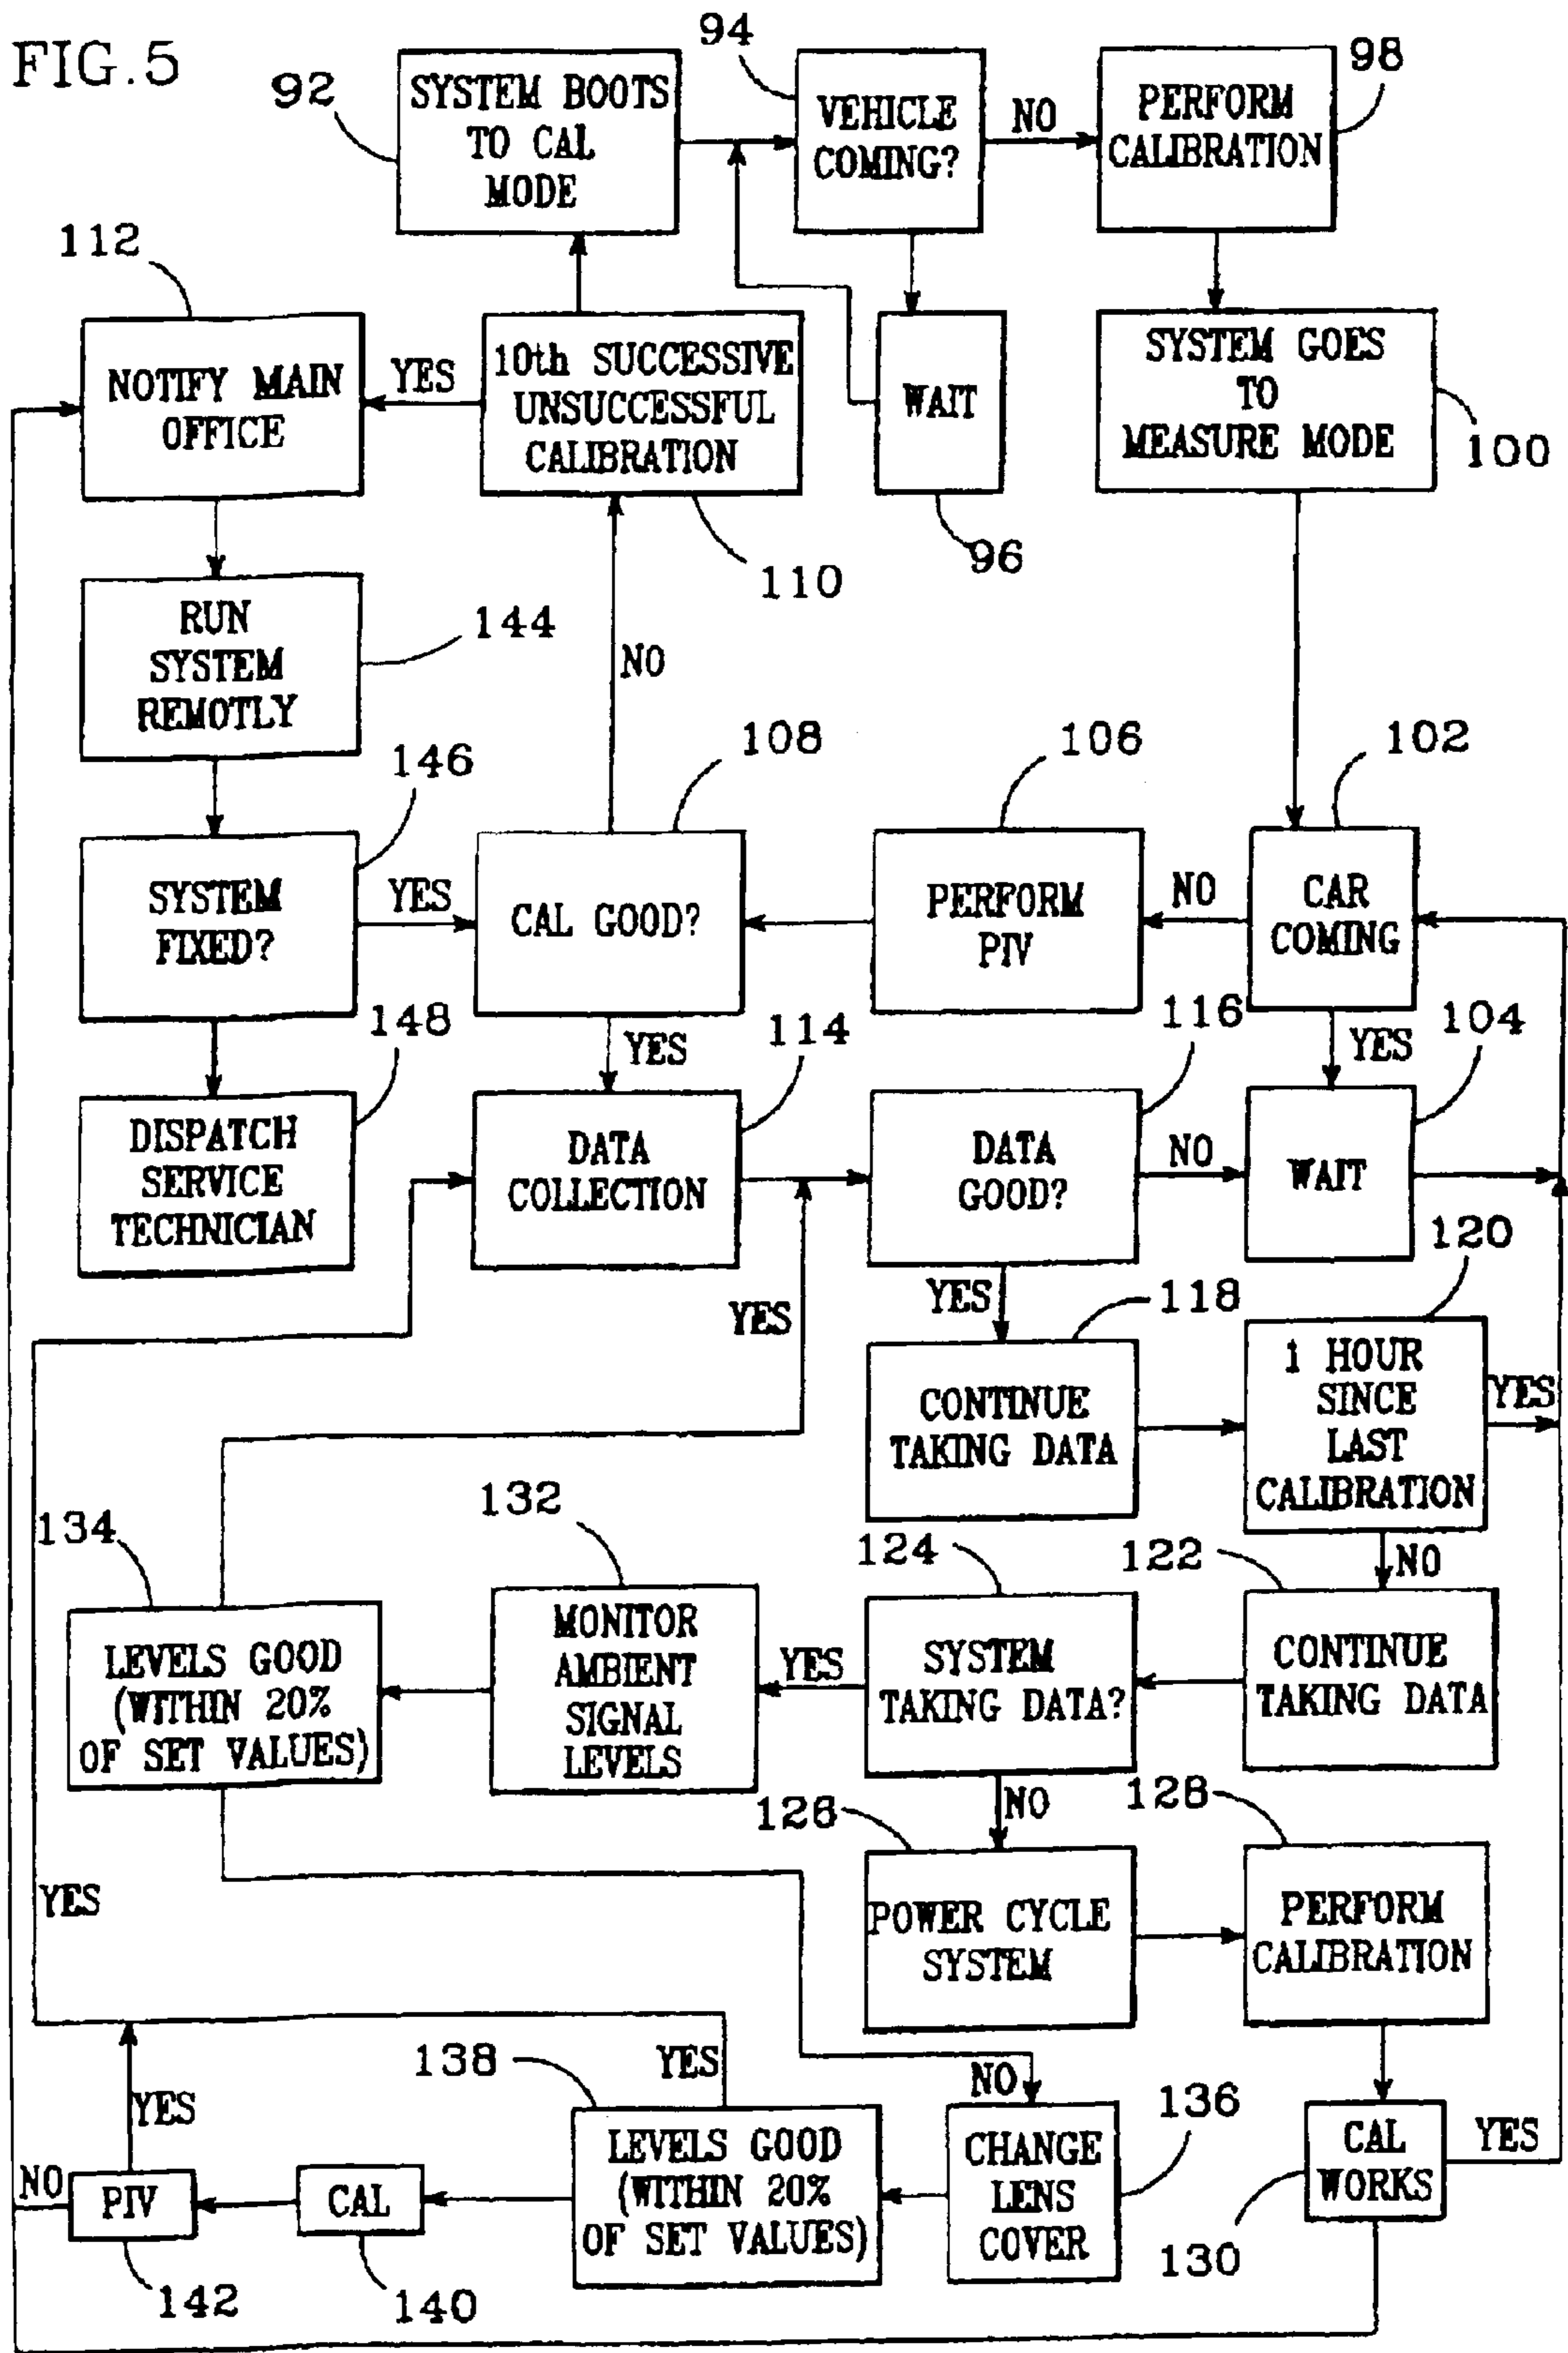 FIG.5
92
SYSTEM BOOTS
TO CAL
MODE
94
VEHICLE
COMING?
NO
98
PERFORM
CALIBRATION
112
NOTIFY MAIN
OFFICE
YES
10th SUCCESSIVE
UNSUCCESSFUL
CALIBRATION
110
WAIT
96
SYSTEM GOES
TO
MEASURE MODE
100
RUN
SYSTEM
REMOTLY
144
NO
146
SYSTEM
FIXED?
YES
108
CAL GOOD?
106
PERFORM
PIV
NO
102
CAR
COMING
148
DISPATCH
SERVICE
TECHNICIAN
YES
114
DATA
COLLECTION
116
DATA
GOOD?
NO
YES
104
WAIT
YES
YES
118
CONTINUE
TAKING DATA
120
1 HOUR
SINCE
LAST
CALIBRATION
YES
134
LEVELS GOOD
(WITHIN 20%
OF SET VALUES)
132
MONITOR
AMBIENT
SIGNAL
LEVELS
YES
124
SYSTEM
TAKING DATA?
122
NO
CONTINUE
TAKING DATA
YES
126
NO
POWER CYCLE
SYSTEM
128
PERFORM
CALIBRATION
NO
YES
PIV
142
CAL
140
138
YES
LEVELS GOOD
(WITHIN 20%
OF SET VALUES)
NO
136
CHANGE
LENS
COVER
CAL
WORKS
130
YES